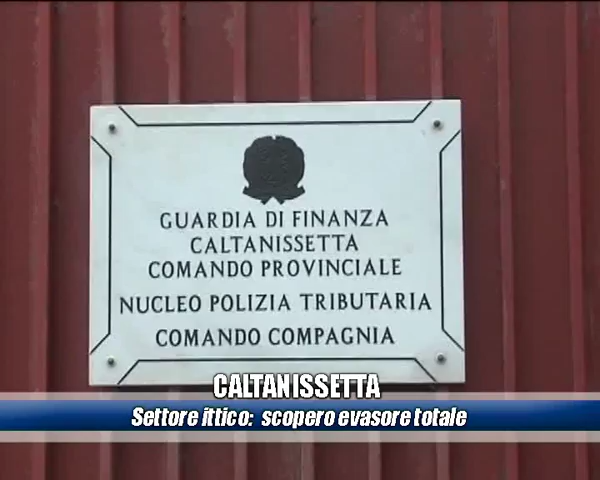 GUARDIA DI FINANZA
CALTANISSETTA
COMANDO PROVINCIALE
NUCLEO POLIZIA TRIBUTARIA
COMANDO COMPAGNIA
CALTANISSETTA
Settore ittico: scopero evasore totale